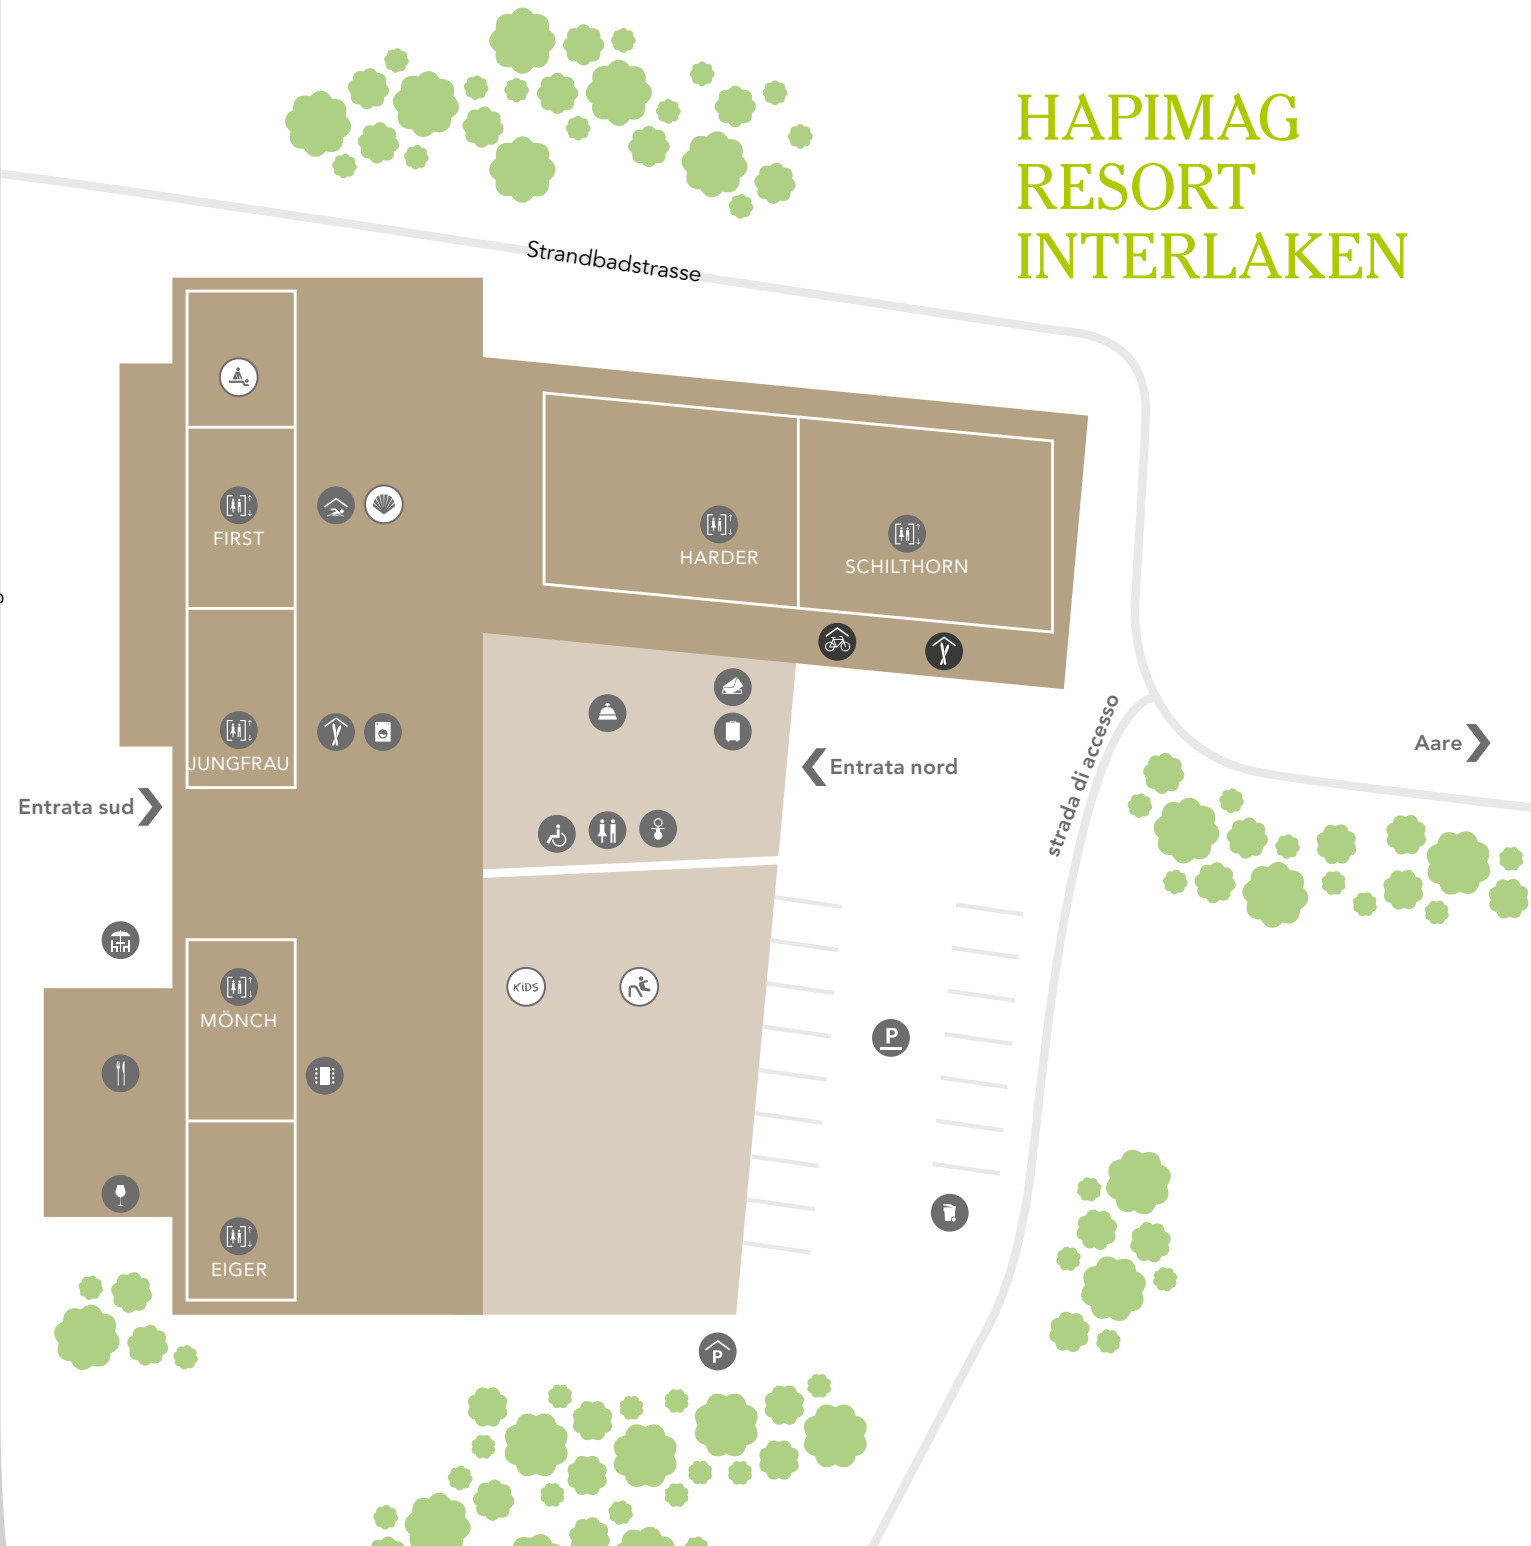 HAPIMAG
RESORT
INTERLAKEN
Strandbadstrasse
FIRST
HARDER
SCHILTHORN
JUNGFRAU
Entrata nord
strada di accesso
Aare
Entrata sud
KiDS
MÖNCH
P
EIGER
P